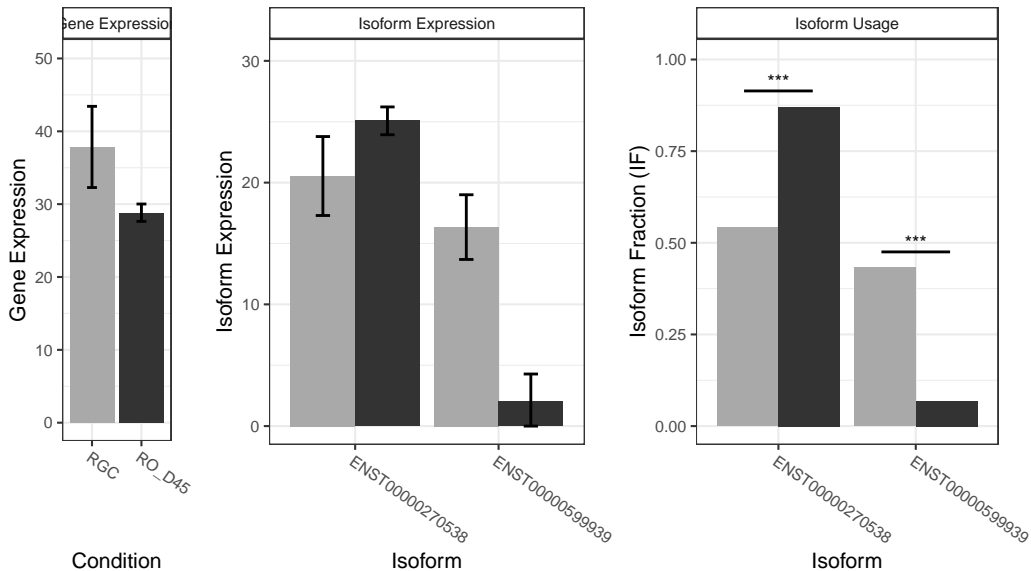 Gene Expression
Gene Expression
50
40
30
20
10
0
RGC
RO_D45
Condition
Isoform Expression
Isoform Expression
30
20
10
0
ENST00000270538
ENST00000599939
Isoform
Isoform Usage
Isoform Fraction (IF)
1.00
0.75
0.50
0.25
0.00
***
***
ENST00000270538
ENST00000599939
Isoform